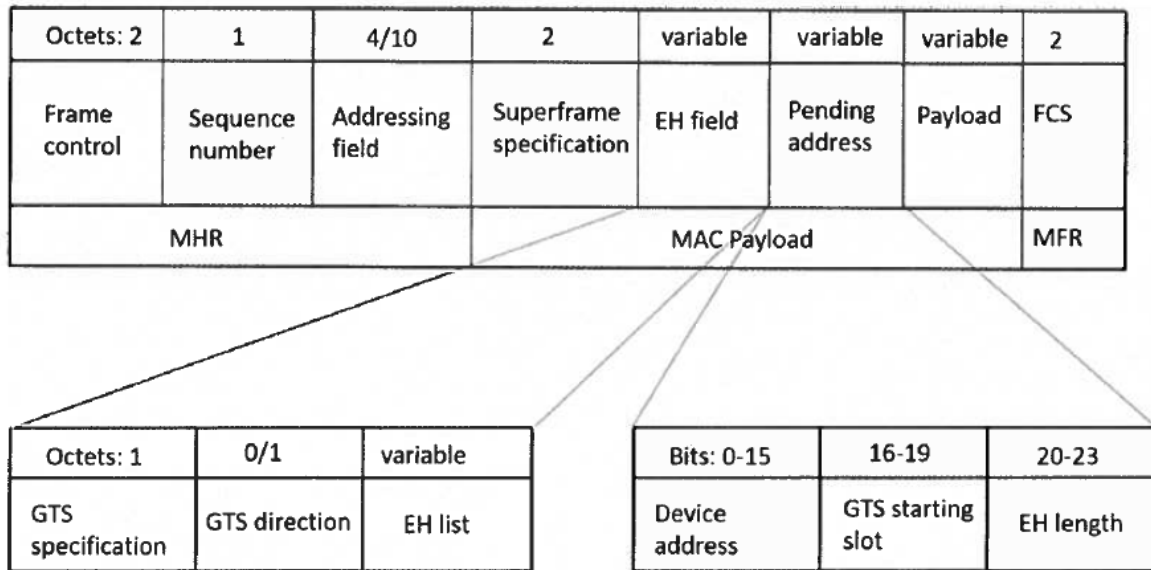 Octets: 2 1 4/10 2 variable variable variable 2
Frame control Sequence number Addressing field Superframe specification EH field Pending address Payload FCS
MHR MAC Payload MFR
Octets: 1 0/1 variable
GTS specification GTS direction EH list
Bits: 0-15 16-19 20-23
Device address GTS starting slot EH length